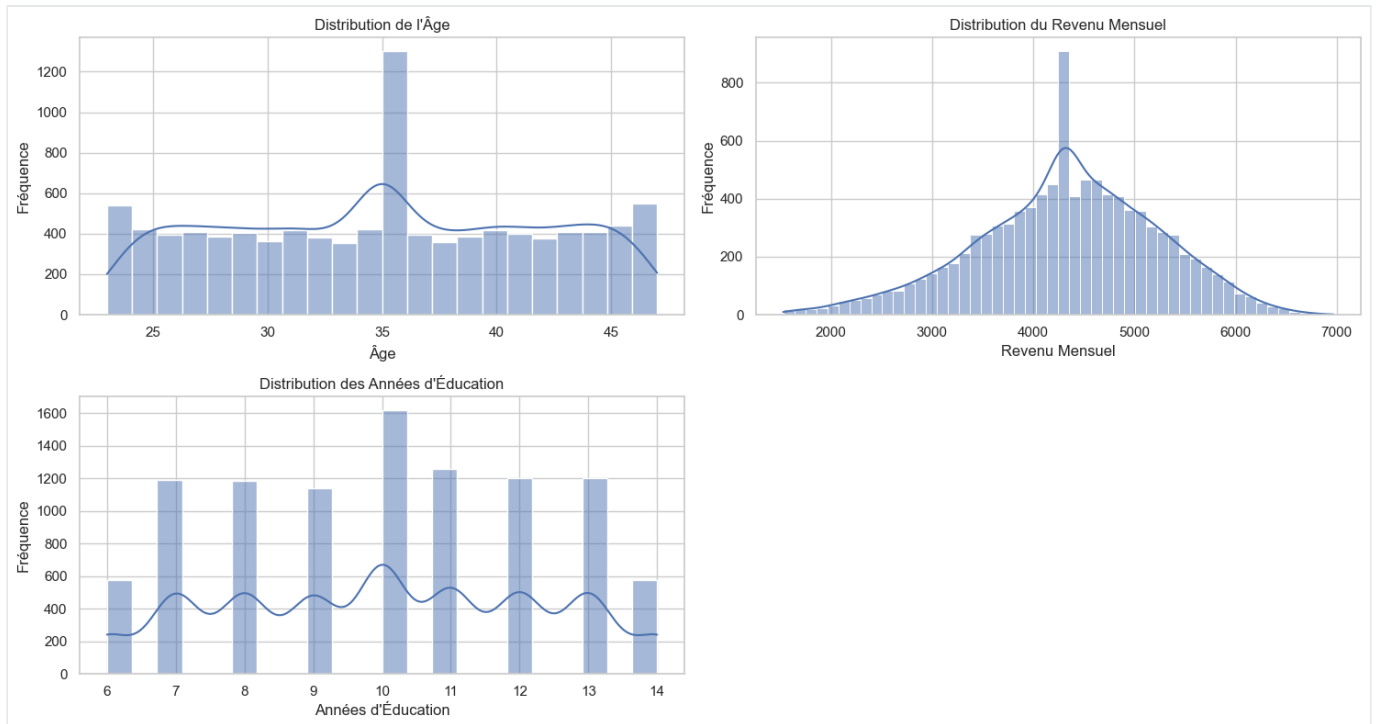 Distribution de l'Âge
Fréquence
1200
1000
800
600
400
200
0
25 30 35 40 45
Âge
Distribution du Revenu Mensuel
Fréquence
800
600
400
200
0
2000 3000 4000 5000 6000 7000
Revenu Mensuel
Distribution des Années d'Éducation
Fréquence
1600
1400
1200
1000
800
600
400
200
0
6 7 8 9 10 11 12 13 14
Années d'Éducation